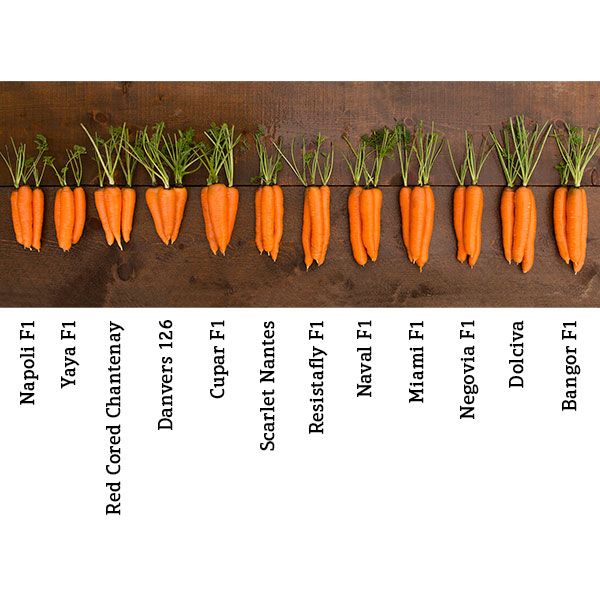 Napoli F1
Yaya F1
Red Cored Chantenay
Danvers 126
Cupar F1
Scarlet Nantes
Resistafly F1
Naval F1
Miami F1
Negovia F1
Dolciva
Bangor F1